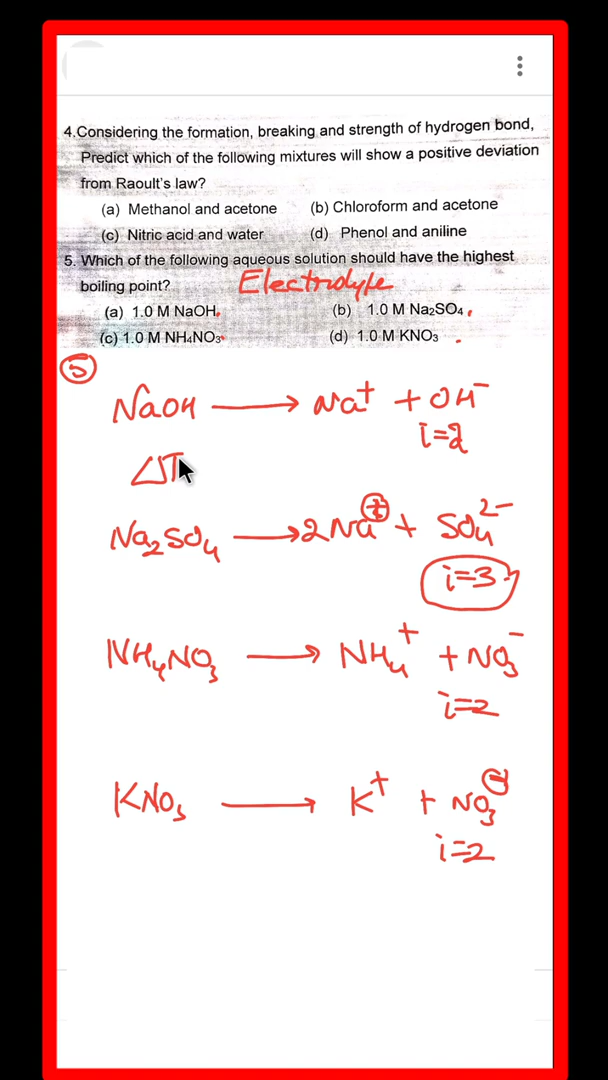 4.Considering the formation, breaking and strength of hydrogen bond,
Predict which of the following mixtures will show a positive deviation
from Raoult's law?
(a) Methanol and acetone (b) Chloroform and acetone
(c) Nitric acid and water (d) Phenol and aniline
5. Which of the following aqueous solution should have the highest
boiling point? Electrolyte
(a) 1.0 M NaOH (b) 1.0 M Na₂SO₄
(c) 1.0 M NH₄NO₃ (d) 1.0 M KNO₃
⑤
NaOH → Na⁺ + OH⁻
i=2
ΔT
Na₂SO₄ → 2Na⁺ + SO₄²⁻
i=3
NH₄NO₃ → NH₄⁺ + NO₃⁻
i=2
KNO₃ → K⁺ + NO₃⁻
i=2